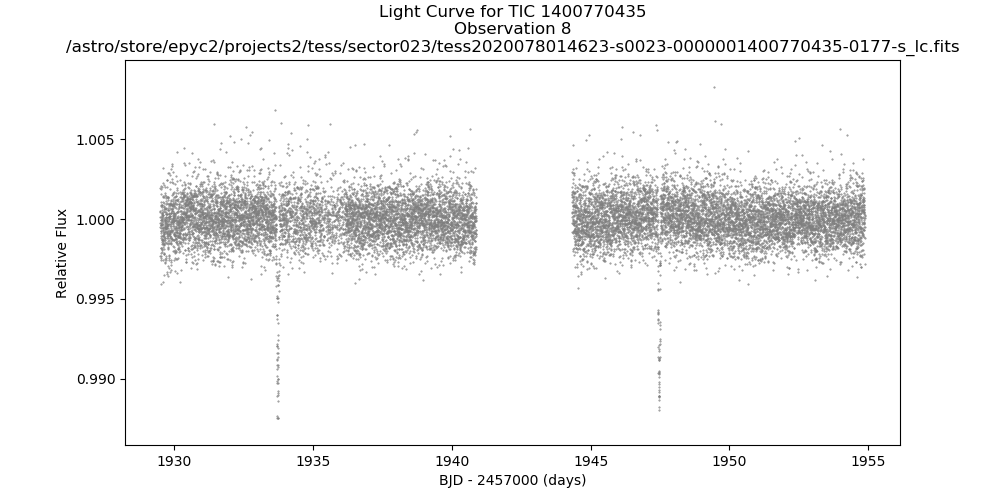 Light Curve for TIC 1400770435
Observation 8
/astro/store/epyc2/projects2/tess/sector023/tess2020078014623-s0023-0000001400770435-0177-s_lc.fits
1.005
1.000
0.995
0.990
Relative Flux
1930 1935 1940 1945 1950 1955
BJD - 2457000 (days)